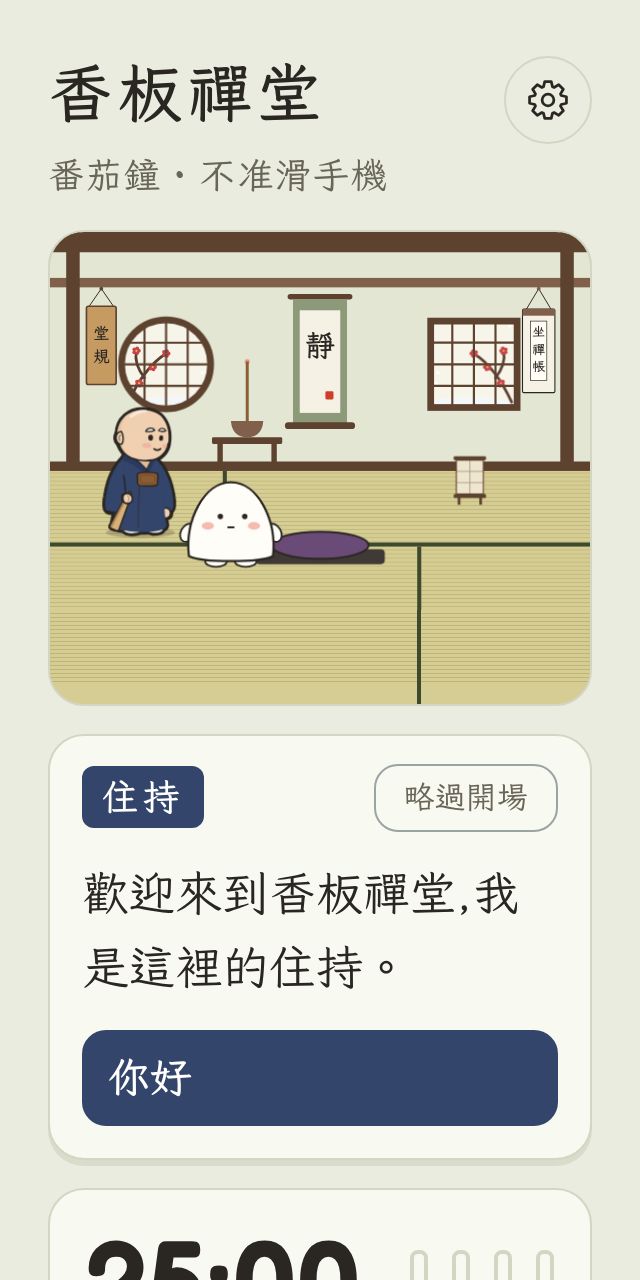 香板禪堂
番茄鐘・不准滑手機
堂規
靜
坐禪帳
住持
略過開場
歡迎來到香板禪堂,我
是這裡的住持。
你好
25:00